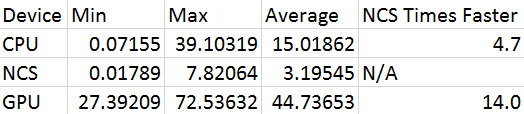 Device Min Max Average NCS Times Faster
CPU 0.07155 39.10319 15.01862 4.7
NCS 0.01789 7.82064 3.19545 N/A
GPU 27.39209 72.53632 44.73653 14.0